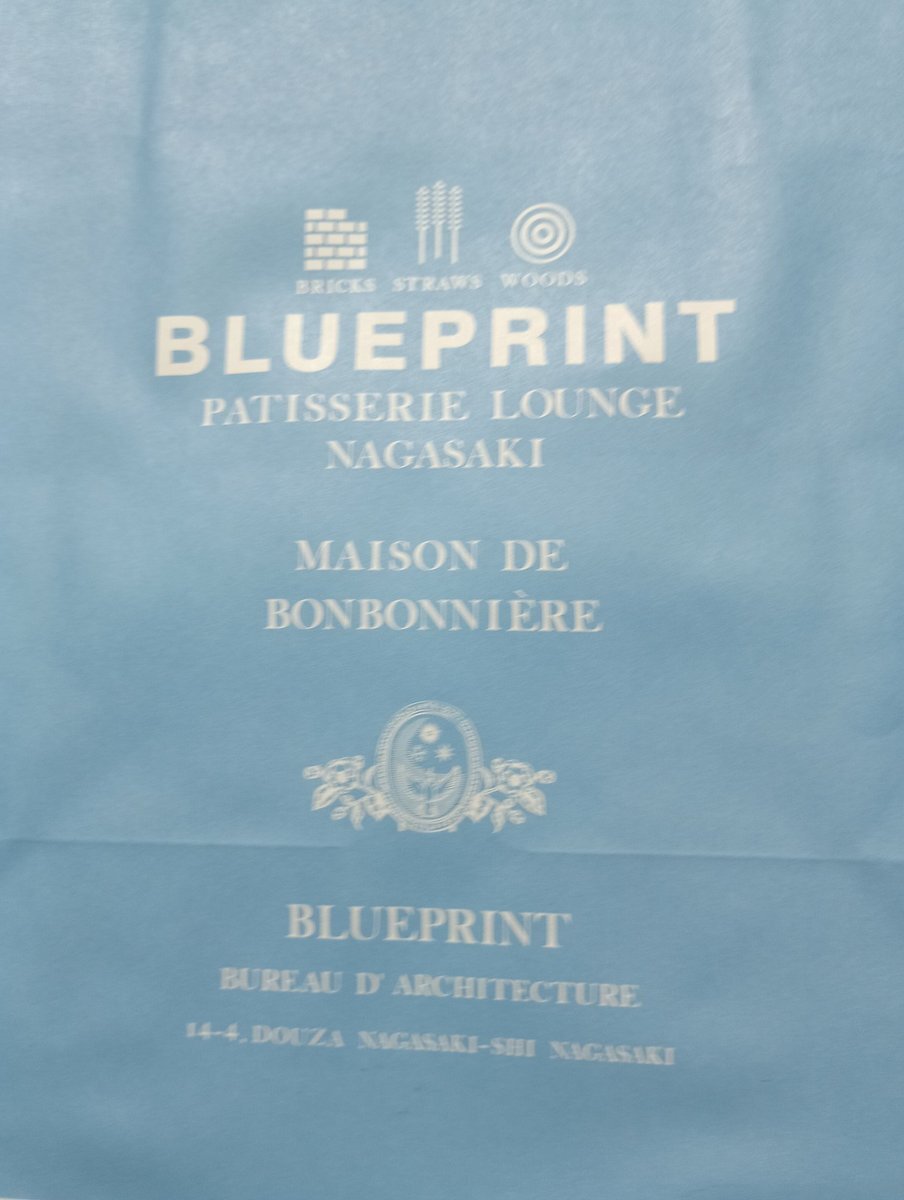 BRICKS STRAWS WOODS
BLUEPRINT
PATISSERIE LOUNGE
NAGASAKI
MAISON DE
BONBONNIÈRE
BLUEPRINT
BUREAU D' ARCHITECTURE
14-4, DOUZA NAGASAKI-SHI NAGASAKI